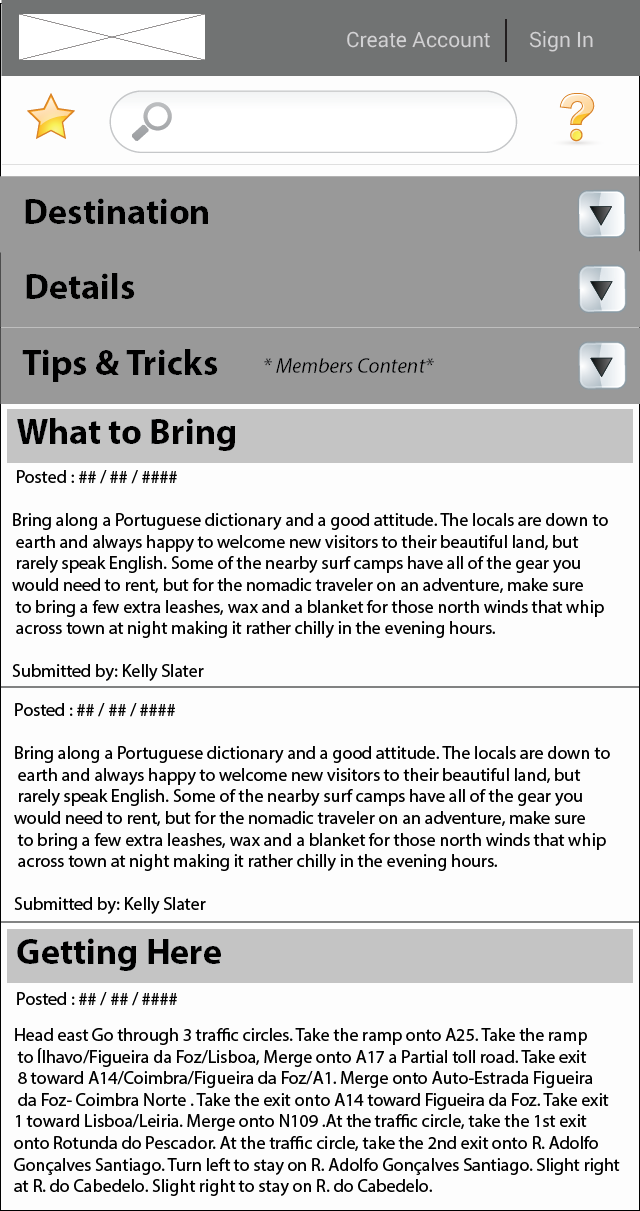 Create Account | Sign In
Destination
Details
Tips & Tricks * Members Content*
What to Bring
Posted : ## / ## / ####
Bring along a Portuguese dictionary and a good attitude. The locals are down to
earth and always happy to welcome new visitors to their beautiful land, but
rarely speak English. Some of the nearby surf camps have all of the gear you
would need to rent, but for the nomadic traveler on an adventure, make sure
to bring a few extra leashes, wax and a blanket for those north winds that whip
across town at night making it rather chilly in the evening hours.
Submitted by: Kelly Slater
Posted : ## / ## / ####
Bring along a Portuguese dictionary and a good attitude. The locals are down to
earth and always happy to welcome new visitors to their beautiful land, but
rarely speak English. Some of the nearby surf camps have all of the gear you
would need to rent, but for the nomadic traveler on an adventure, make sure
to bring a few extra leashes, wax and a blanket for those north winds that whip
across town at night making it rather chilly in the evening hours.
Submitted by: Kelly Slater
Getting Here
Posted : ## / ## / ####
Head east Go through 3 traffic circles. Take the ramp onto A25. Take the ramp
to Ílhavo/Figueira da Foz/Lisboa, Merge onto A17 a Partial toll road. Take exit
8 toward A14/Coimbra/Figueira da Foz/A1. Merge onto Auto-Estrada Figueira
da Foz- Coimbra Norte . Take the exit onto A14 toward Figueira da Foz. Take exit
1 toward Lisboa/Leiria. Merge onto N109 .At the traffic circle, take the 1st exit
onto Rotunda do Pescador. At the traffic circle, take the 2nd exit onto R. Adolfo
Gonçalves Santiago. Turn left to stay on R. Adolfo Gonçalves Santiago. Slight right
at R. do Cabedelo. Slight right to stay on R. do Cabedelo.